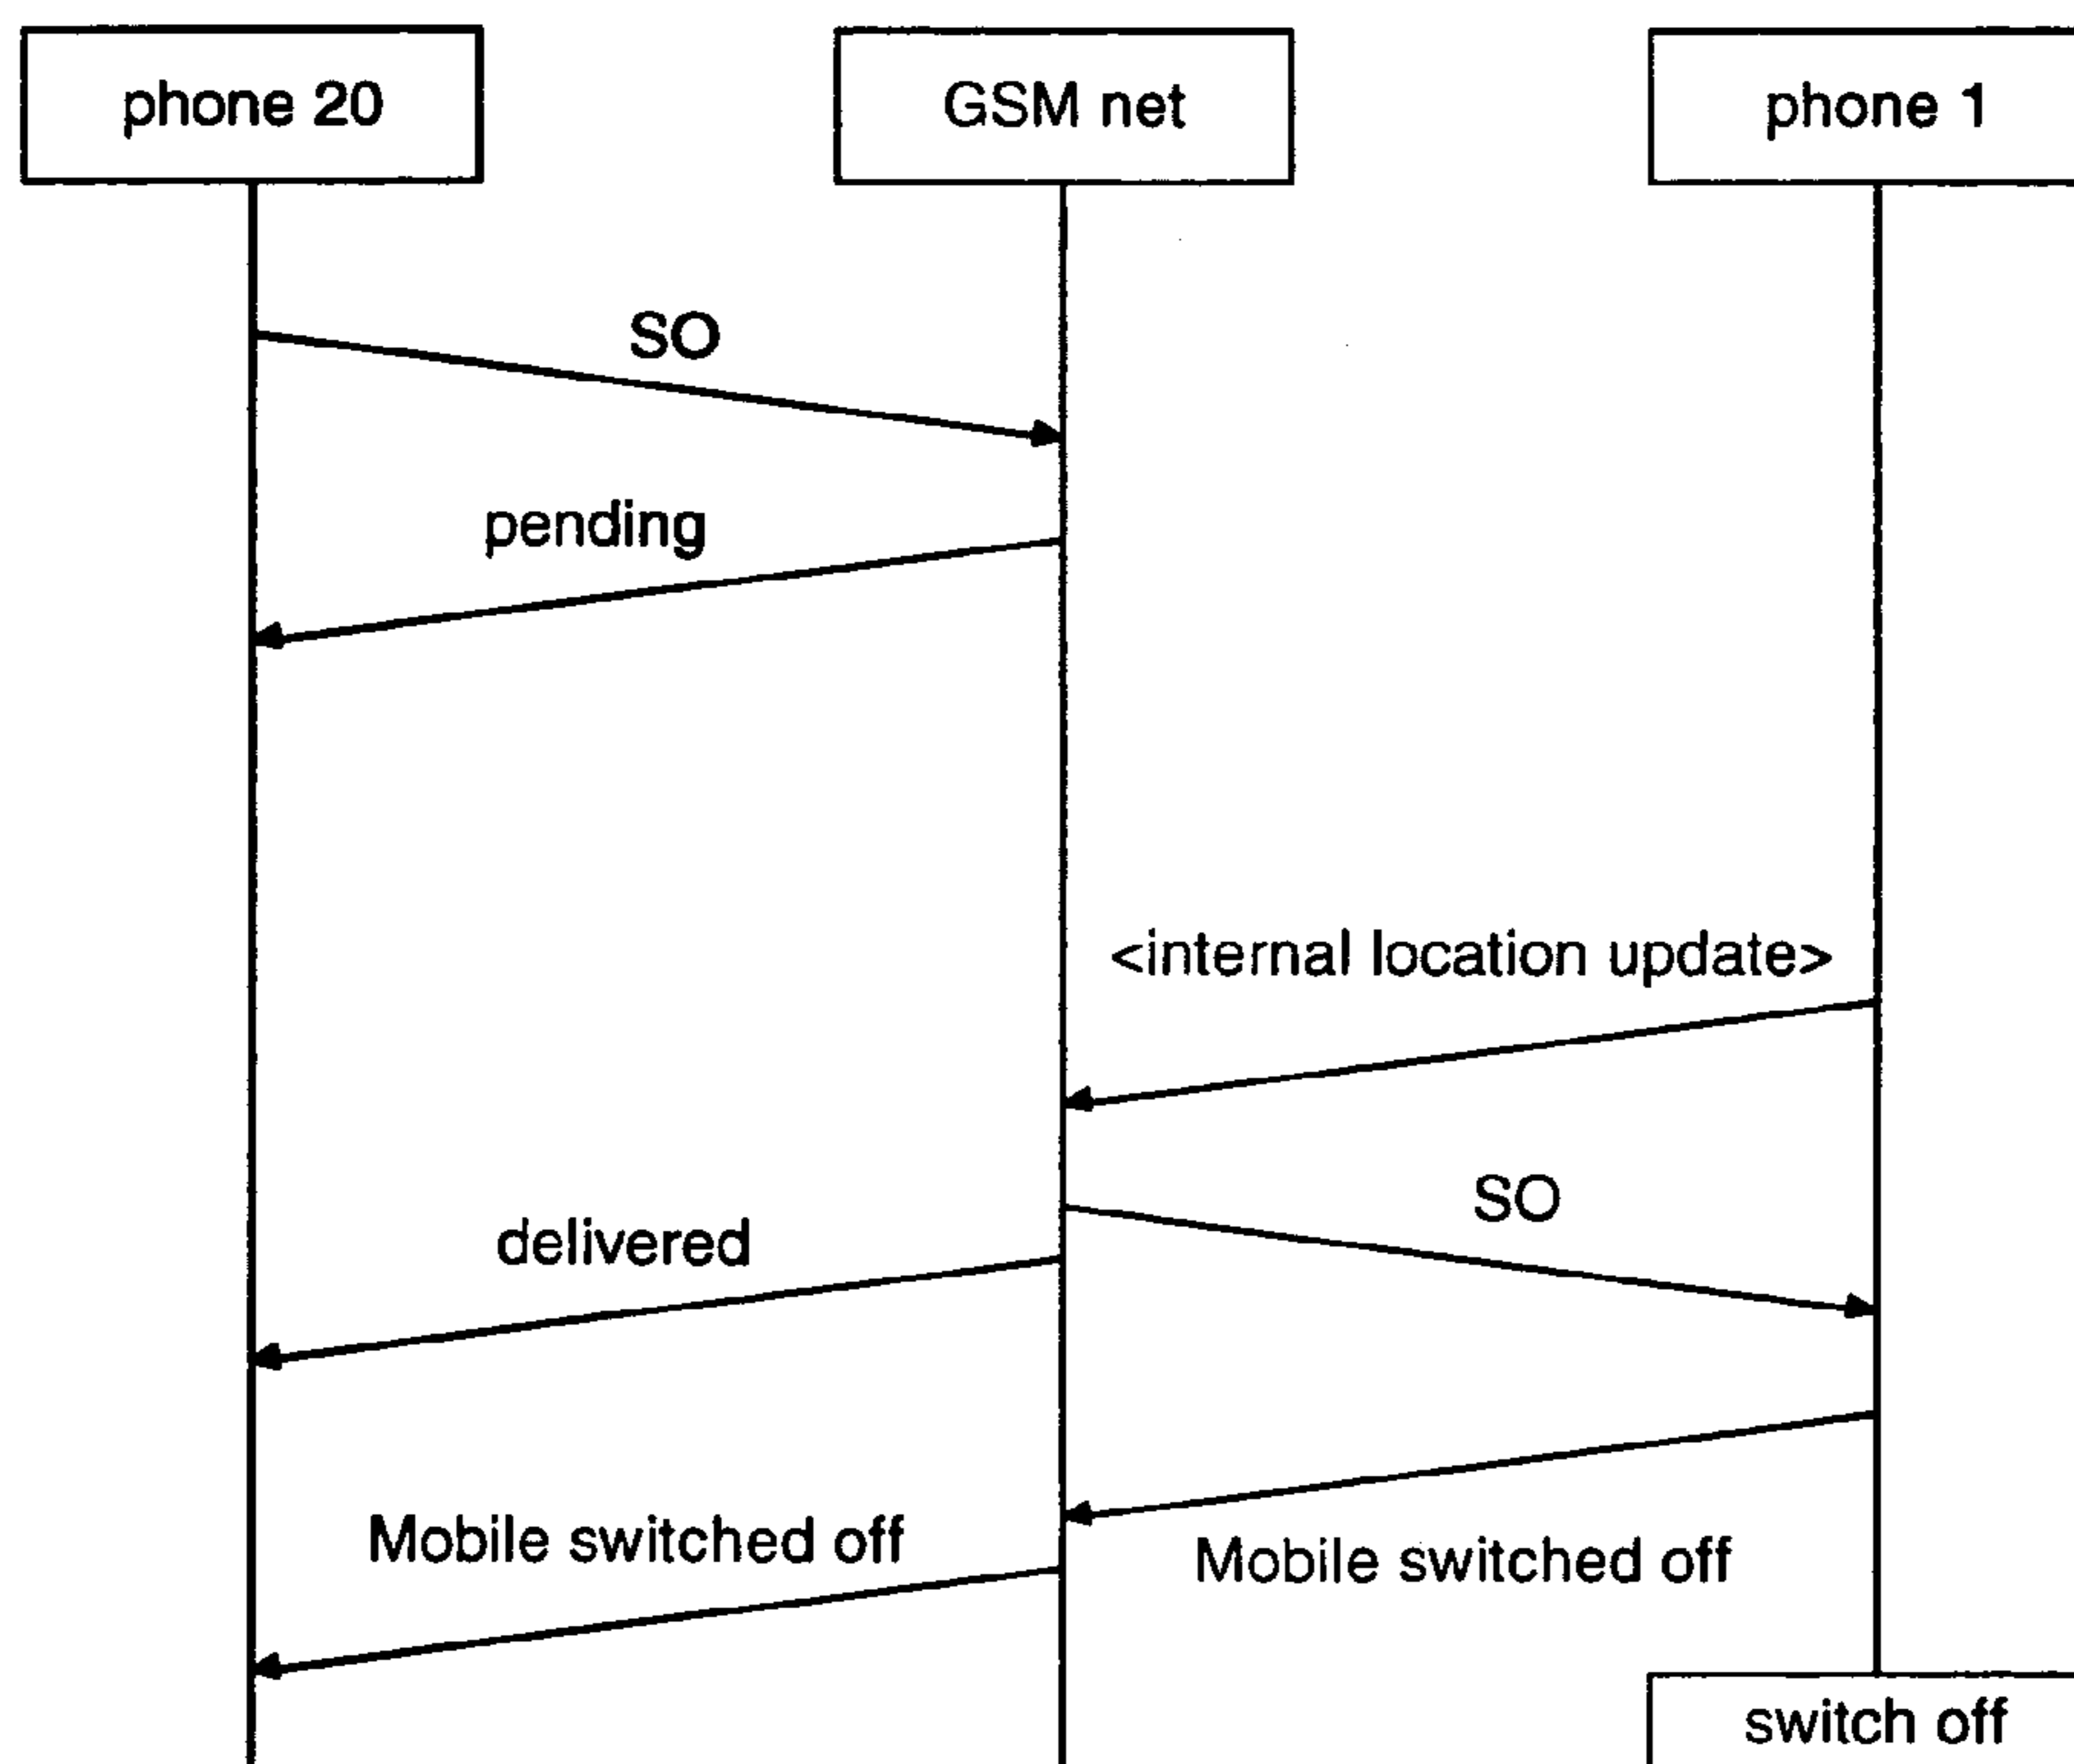 phone 20
GSM net
phone 1
SO
pending
<internal location update>
SO
delivered
Mobile switched off
Mobile switched off
switch off